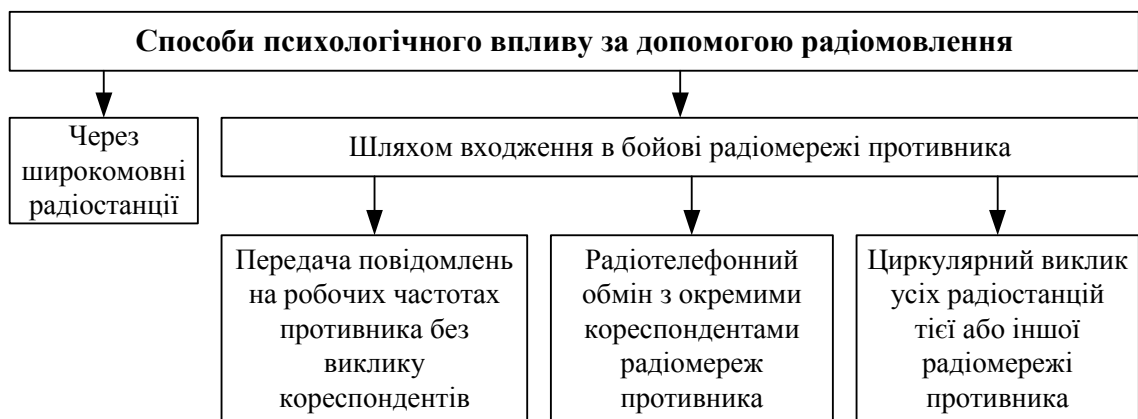 Способи психологічного впливу за допомогою радіомовлення
Через
широкомовні
радіостанції
Шляхом входження в бойові радіомережі противника
Передача повідомлень
на робочих частотах
противника без
виклику
кореспондентів
Радіотелефонний
обмін з окремими
кореспондентами
радіомереж
противника
Циркулярний виклик
усіх радіостанцій
тієї або іншої
радіомережі
противника